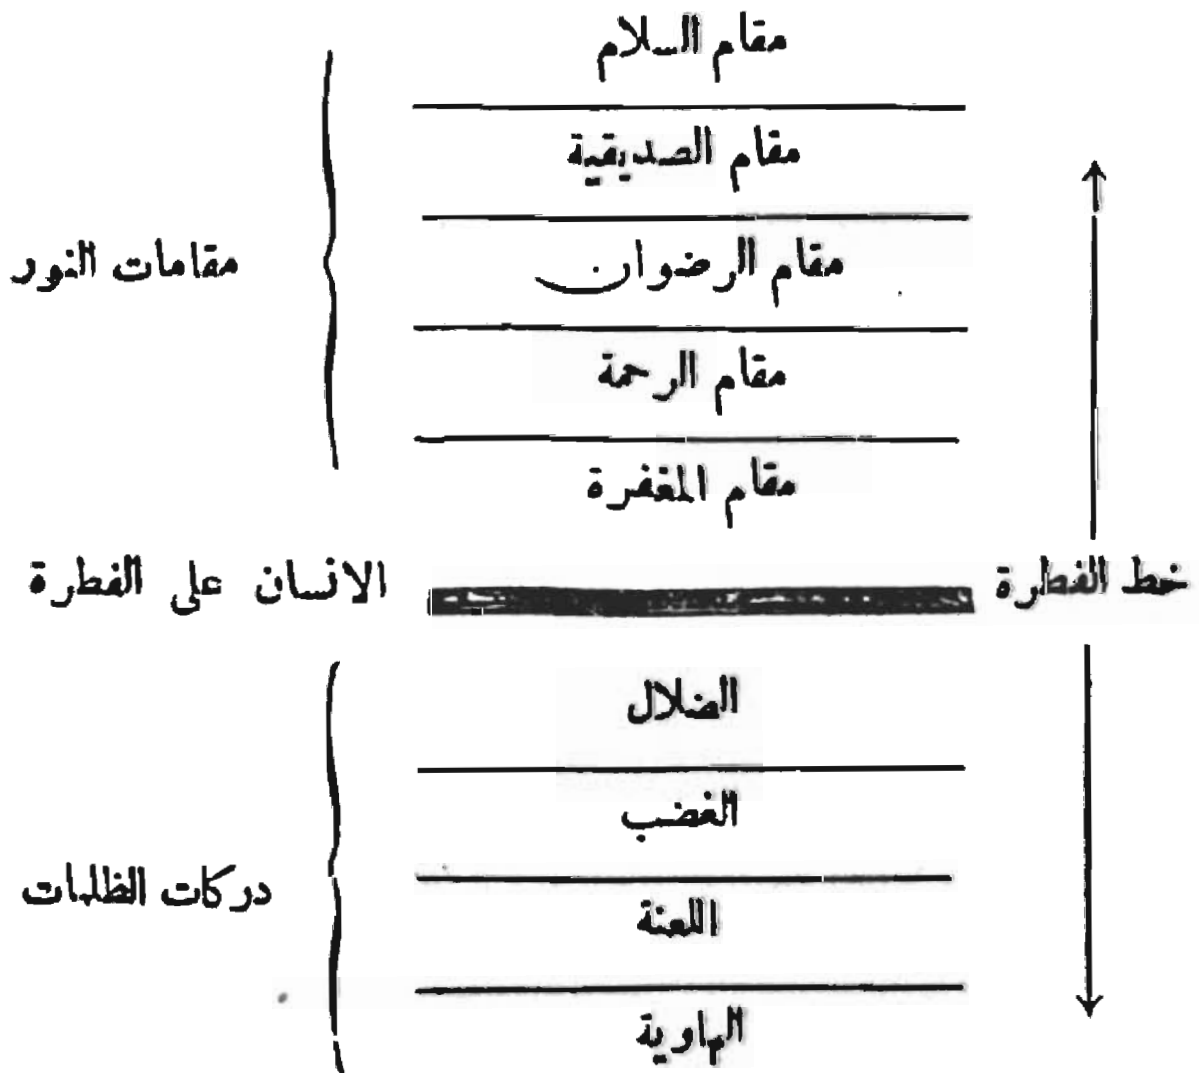 مقام السلام
مقام الصديقية
مقام الرضوان
مقامات النور
مقام الرحمة
مقام المغفرة
خط الفطرة
الانسان على الفطرة
الضلال
الغضب
دركات الظلمات
اللعنة
الهاوية